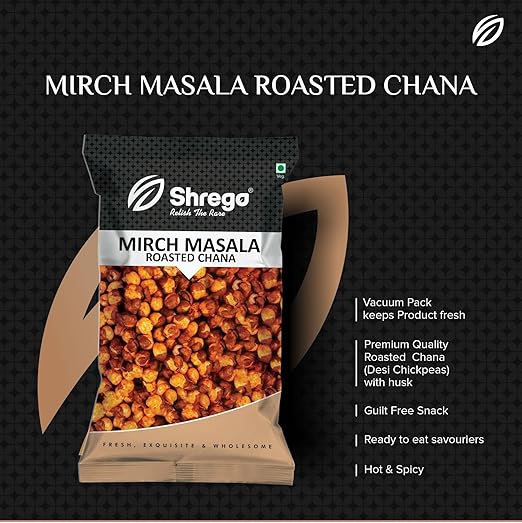 MIRCH MASALA ROASTED CHANA
Veg
Shrego®
Relish The Rare
MIRCH MASALA
ROASTED CHANA
FRESH, EXQUISITE & WHOLESOME
Vacuum Pack
keeps Product fresh
Premium Quality
Roasted Chana
(Desi Chickpeas)
with husk
Guilt Free Snack
Ready to eat savouriers
Hot & Spicy